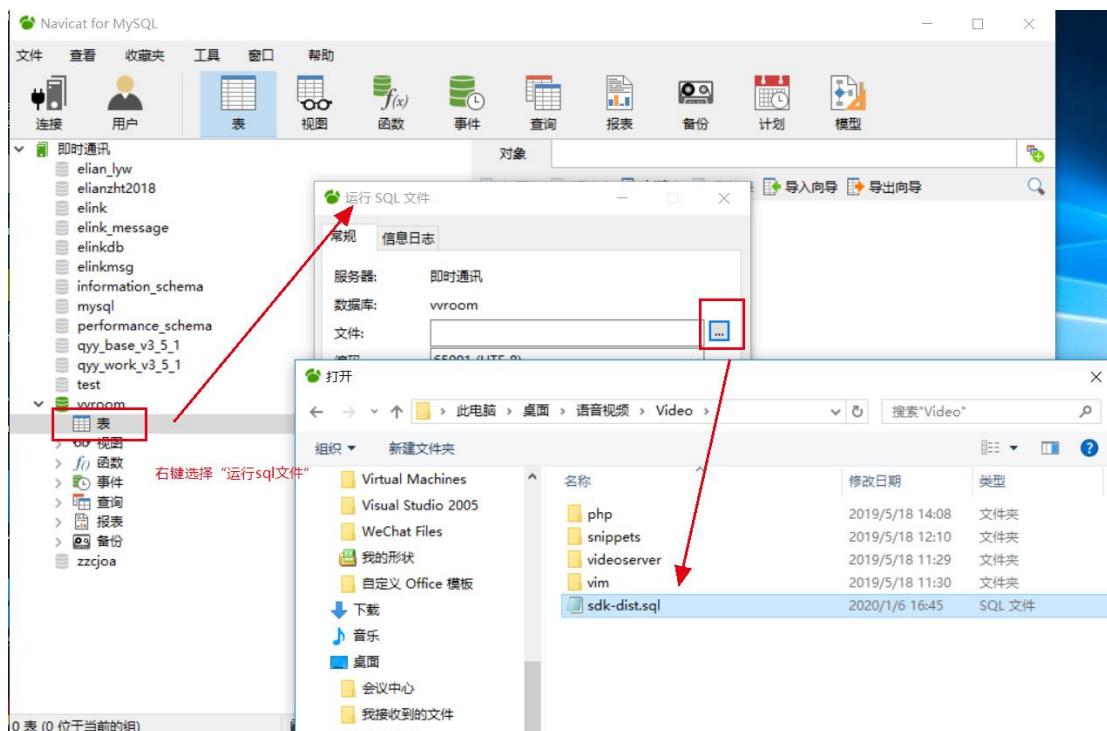 Navicat for MySQL
文件 查看 收藏夹 工具 窗口 帮助
连接 用户 表 视图 函数 事件 查询 报表 备份 计划 模型
f(x)
即时通讯
对象
elian_lyw
elianzht2018
导入向导 导出向导
elink
elink_message
elinkdb
elinkmsg
information_schema
mysql
performance_schema
qyy_base_v3_5_1
qyy_work_v3_5_1
test
vvroom
表
视图
函数
事件
查询
报表
备份
zzcjoa
右键选择“运行sql文件”
0 表 (0 位于当前的组)
运行 SQL 文件
常规 信息日志
服务器: 即时通讯
数据库: vvroom
文件: ...
编码: 65001 (UTF-8)
打开
此电脑 › 桌面 › 语音视频 › Video ›
搜索"Video"
组织 新建文件夹
Virtual Machines
Visual Studio 2005
WeChat Files
我的形状
自定义 Office 模板
下载
音乐
桌面
会议中心
我接收到的文件
名称 修改日期 类型
php 2019/5/18 14:08 文件夹
snippets 2019/5/18 12:10 文件夹
videoserver 2019/5/18 11:29 文件夹
vim 2019/5/18 11:30 文件夹
sdk-dist.sql 2020/1/6 16:45 SQL 文件